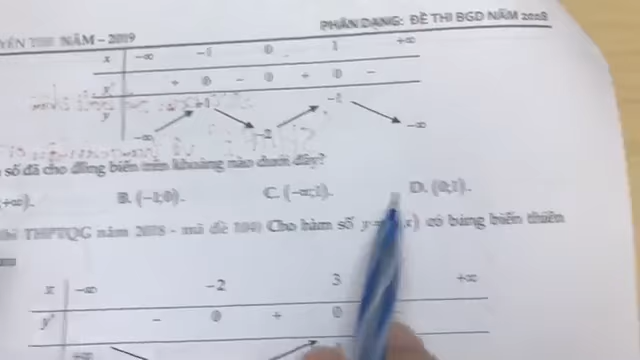 NĂM – 2019
PHÂN DẠNG: ĐỀ THI BGD NĂM 2018
x -∞ -1 0 1 +∞
y' + 0 - 0 + 0 -
y -∞ -1 -2 -1 -∞
số đã cho đồng biến trên khoảng nào dưới đây?
+∞). B. (-1;0). C. (-∞;1). D. (0;1).
THPTQG năm 2018 - mã đề 104) Cho hàm số y= x) có bảng biến thiên
x -∞ -2 3 +∞
y' - 0 + 0
+∞